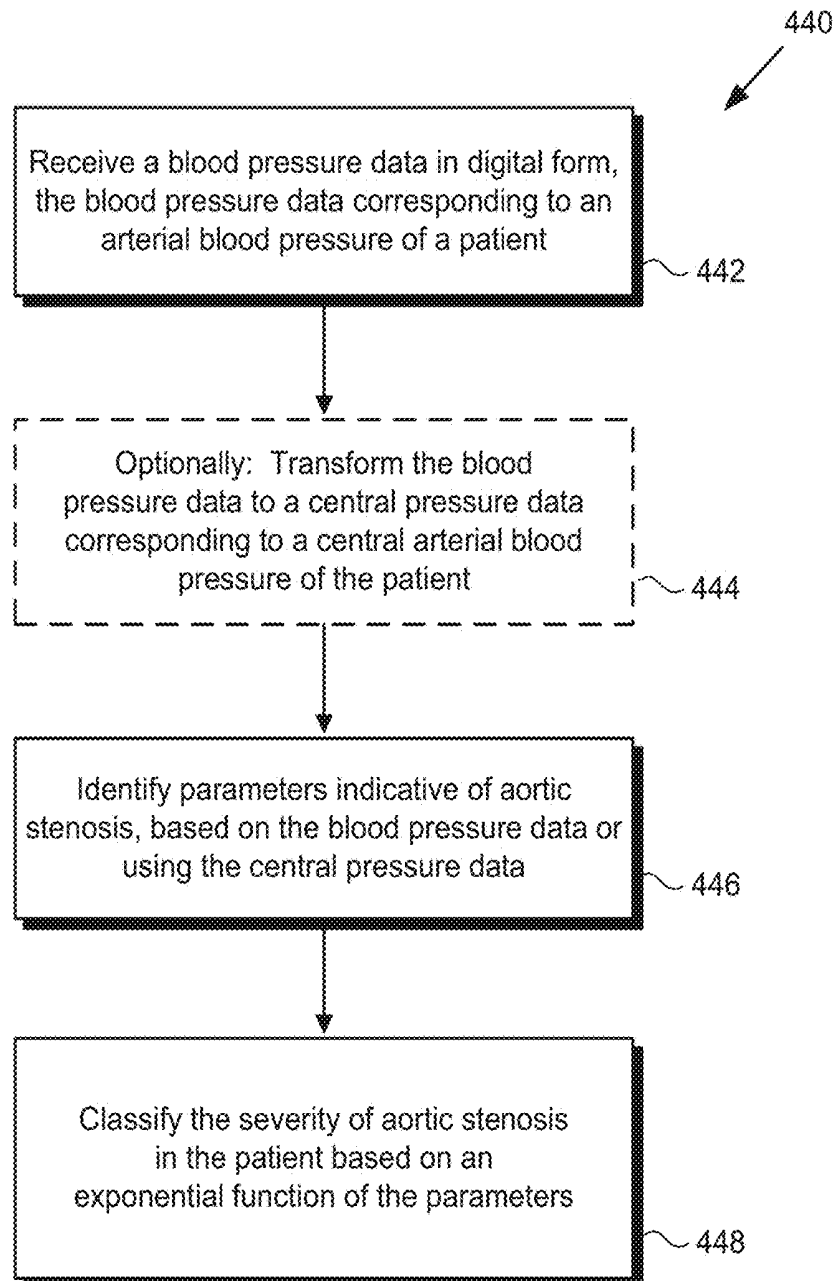 440
Receive a blood pressure data in digital form,
the blood pressure data corresponding to an
arterial blood pressure of a patient
442
Optionally: Transform the blood
pressure data to a central pressure data
corresponding to a central arterial blood
pressure of the patient
444
Identify parameters indicative of aortic
stenosis, based on the blood pressure data or
using the central pressure data
446
Classify the severity of aortic stenosis
in the patient based on an
exponential function of the parameters
448